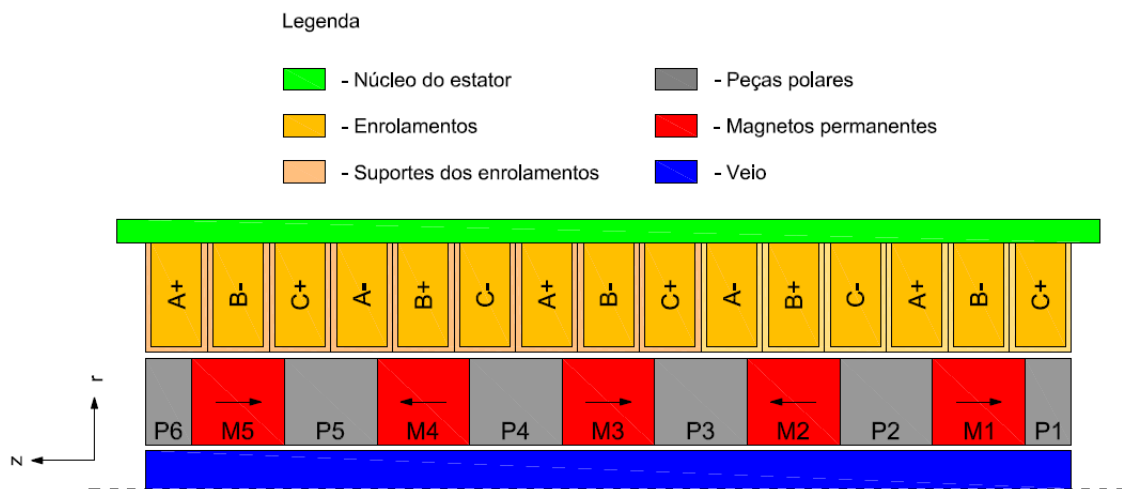 Legenda
- Núcleo do estator
- Peças polares
- Enrolamentos
- Magnetos permanentes
- Suportes dos enrolamentos
- Veio
A+ B- C+ A- B+ C- A+ B- C+ A- B+ C- A+ B- C+
r
P6 M5 P5 M4 P4 M3 P3 M2 P2 M1 P1
z